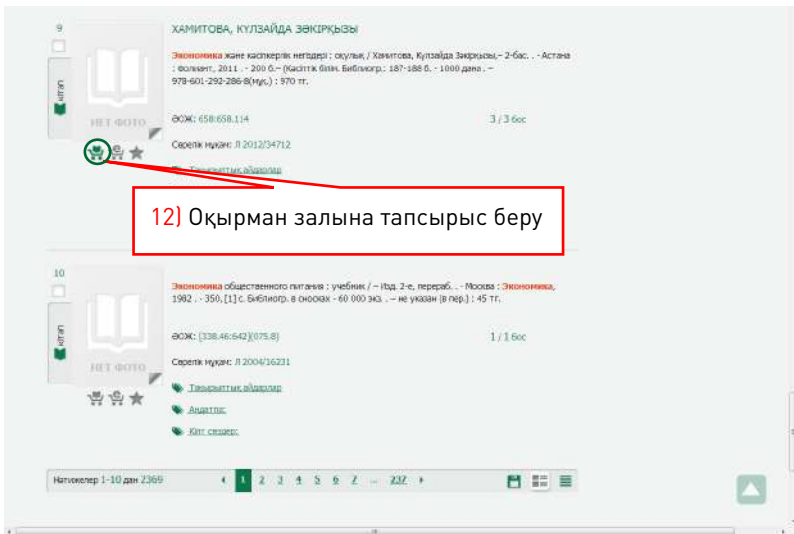 9
ХАМИТОВА, КҮЛЗАЙДА ЗӘКІРҚЫЗЫ
Экономика және кәсіпкерлік негіздері : оқулық / Хамитова, Күлзайда Зәкірқызы,– 2-бас. . - Астана
: Фолиант, 2011 . - 200 б.– (Кәсіптік білім. Библиогр.: 187-188 б. - 1000 дана . –
978-601-292-286-8(мұқ.) : 970 тг.
кітап
НЕТ ФОТО
ӘОЖ: 658:658.114
3 / 3 бос
Сөрелік нұқан: Л 2012/34712
Тақырыптық айдарлар
12) Оқырман залына тапсырыс беру
10
Экономика общественного питания : учебник / – Изд. 2-е, перераб. . - Москва : Экономика,
1982 . - 350, [1] с. Библиогр. в сносках - 60 000 экз. . – не указан (в пер.) : 45 тг.
кітап
НЕТ ФОТО
ӘОЖ: [338.46:642](075.8)
1 / 1 бос
Сөрелік нұқан: Л 2004/16231
Тақырыптық айдарлар
Аңдатпа:
Кілт сөздері:
Нәтижелер 1-10 дан 2369
1 2 3 4 5 6 7 ... 237